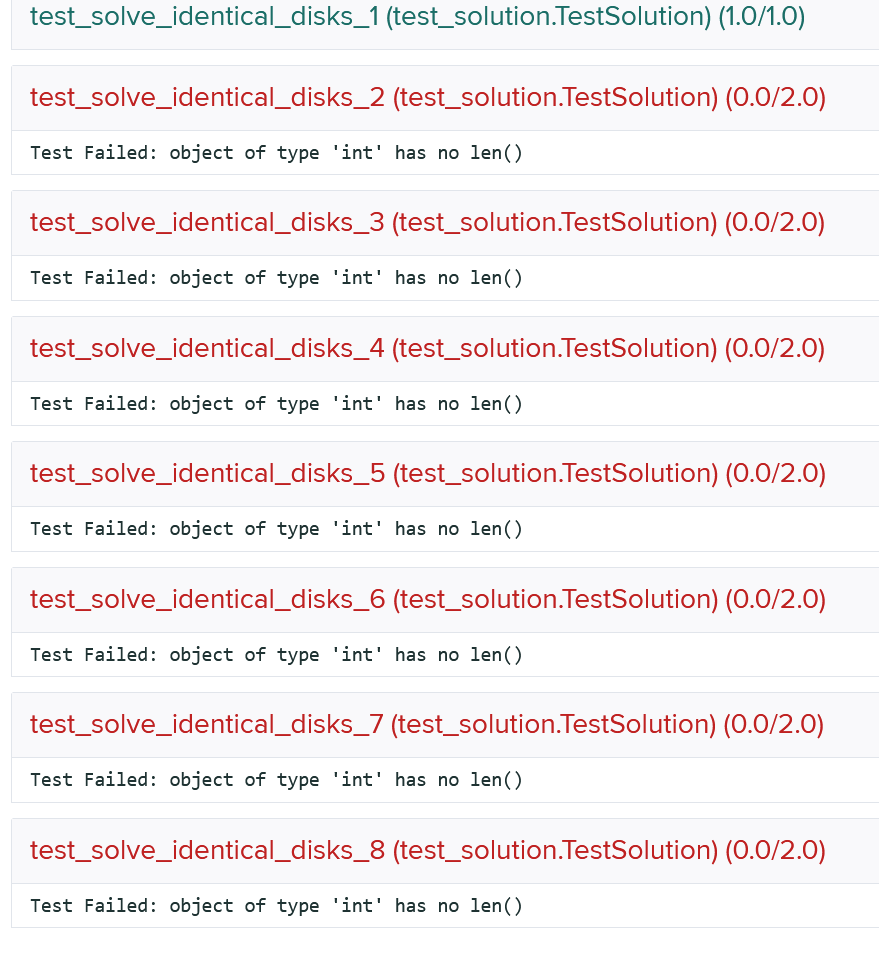 test_solve_identical_disks_1 (test_solution.TestSolution) (1.0/1.0)
test_solve_identical_disks_2 (test_solution.TestSolution) (0.0/2.0)
Test Failed: object of type 'int' has no len()
test_solve_identical_disks_3 (test_solution.TestSolution) (0.0/2.0)
Test Failed: object of type 'int' has no len()
test_solve_identical_disks_4 (test_solution.TestSolution) (0.0/2.0)
Test Failed: object of type 'int' has no len()
test_solve_identical_disks_5 (test_solution.TestSolution) (0.0/2.0)
Test Failed: object of type 'int' has no len()
test_solve_identical_disks_6 (test_solution.TestSolution) (0.0/2.0)
Test Failed: object of type 'int' has no len()
test_solve_identical_disks_7 (test_solution.TestSolution) (0.0/2.0)
Test Failed: object of type 'int' has no len()
test_solve_identical_disks_8 (test_solution.TestSolution) (0.0/2.0)
Test Failed: object of type 'int' has no len()